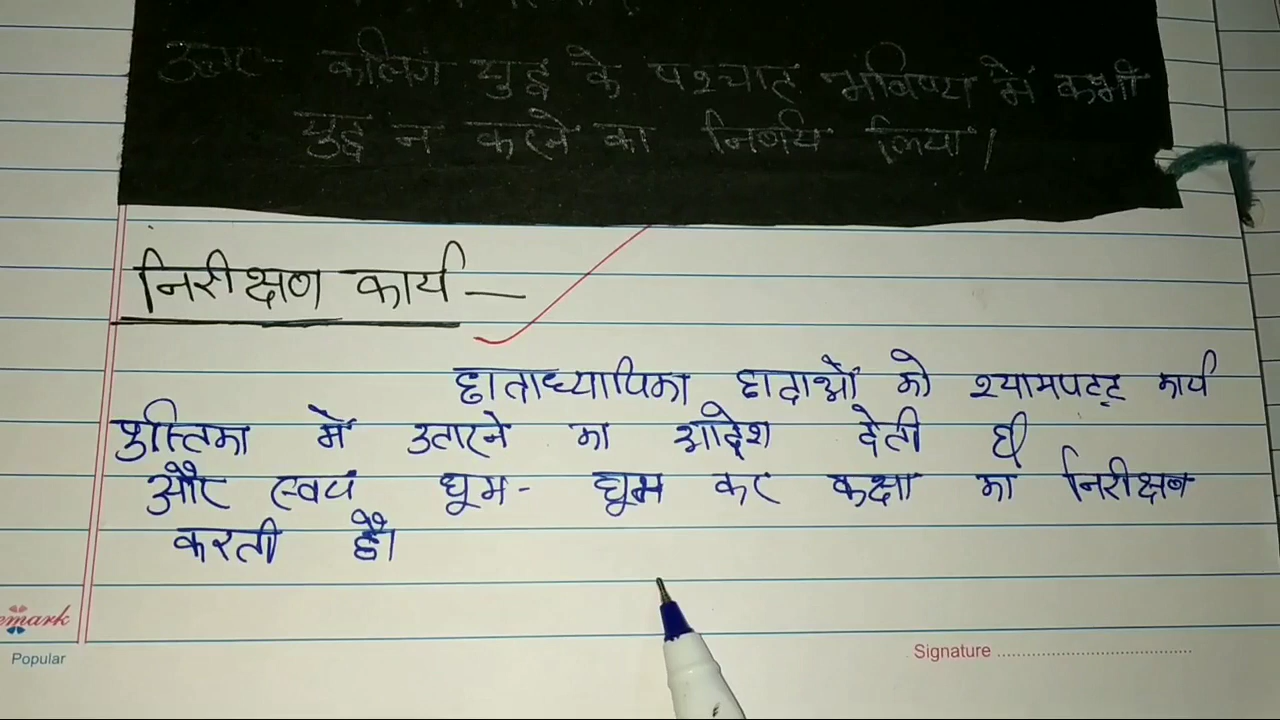 उत्तर- कलिंग युद्ध के पश्चात भविष्य में कभी
युद्ध न करने का निर्णय लिया।
निरीक्षण कार्य —
छात्राध्यापिका छात्राओं को श्यामपट्ट कार्य
पुस्तिका में उतारने का आदेश देती है
और स्वयं घूम- घूम कर कक्षा का निरीक्षण
करती है।
emark
Popular
Signature